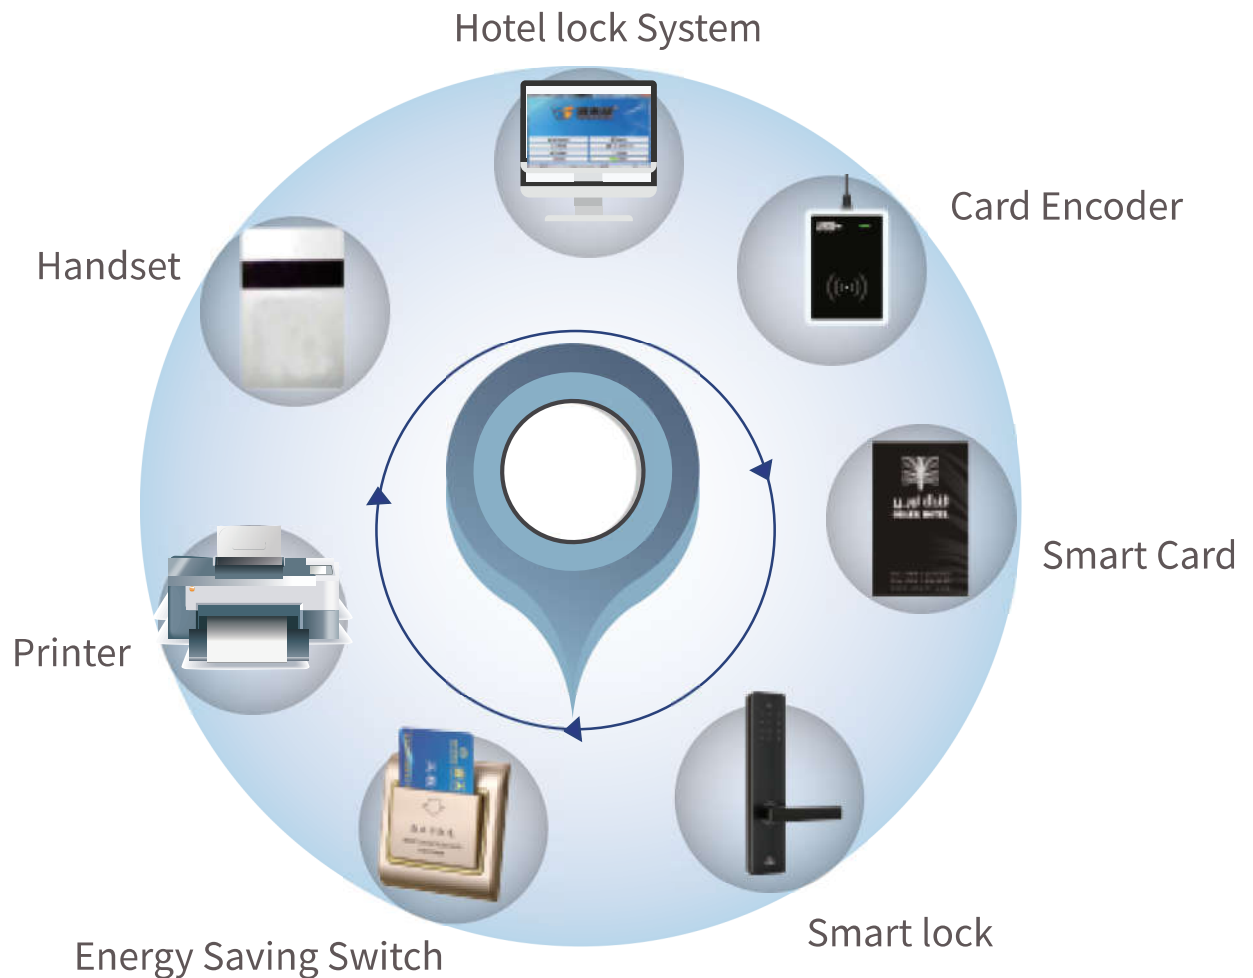 Hotel lock System
Card Encoder
Handset
Smart Card
Printer
Smart lock
Energy Saving Switch